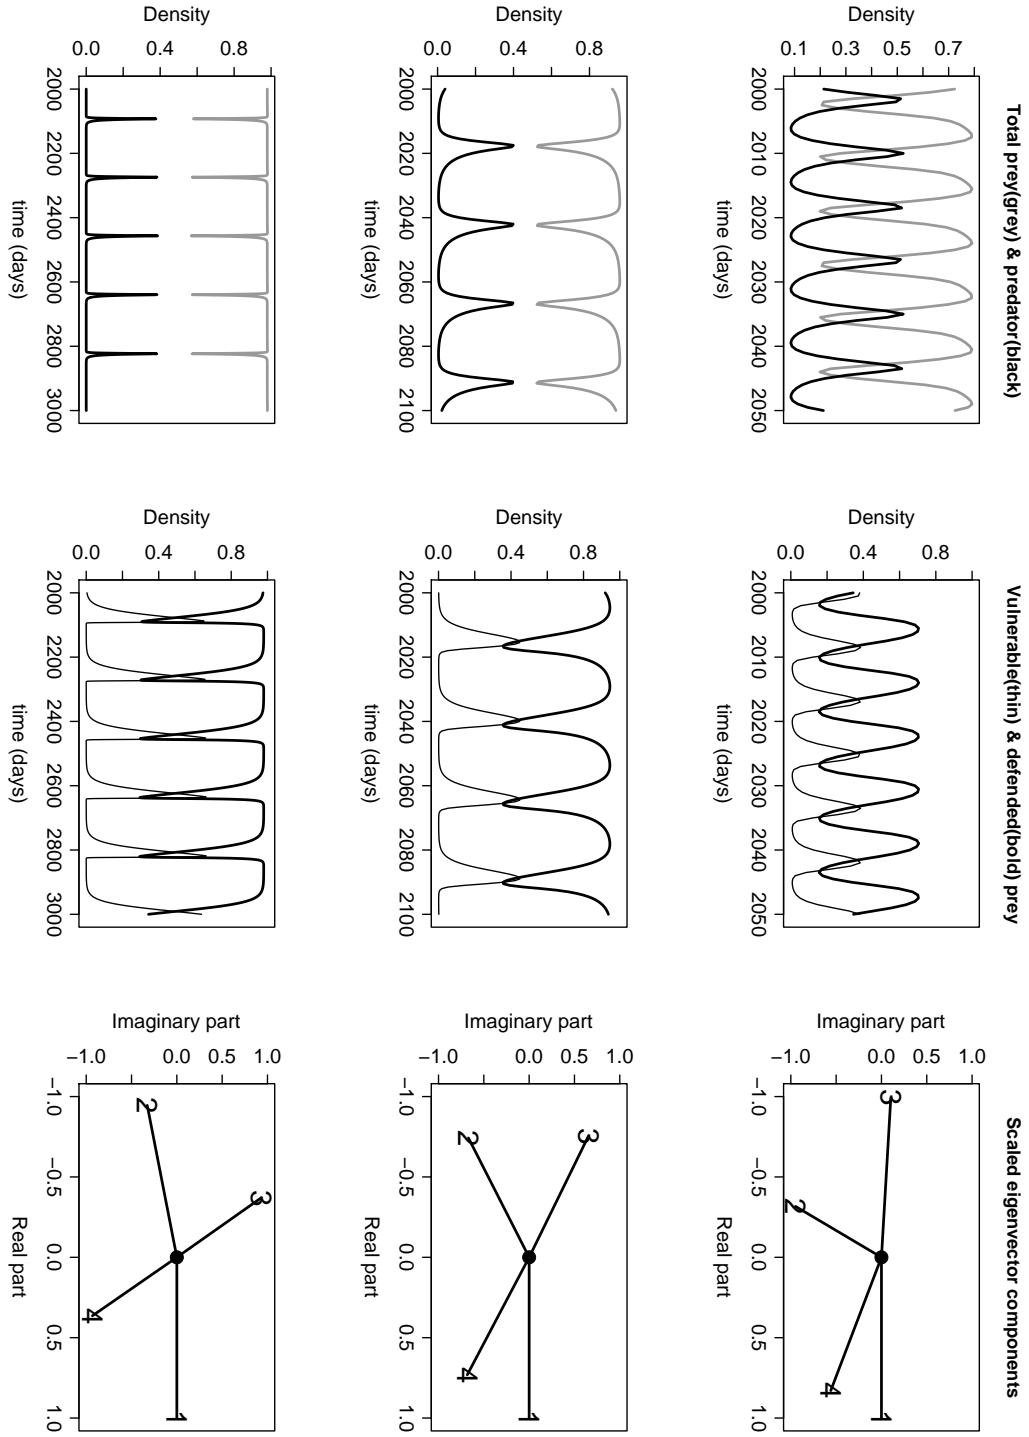 Total prey(grey) & predator(black)
Vulnerable(thin) & defended(bold) prey
Scaled eigenvector components
Density
0.1 0.3 0.5 0.7
2000 2010 2020 2030 2040 2050
time (days)
Density
0.0 0.4 0.8
2000 2010 2020 2030 2040 2050
time (days)
Imaginary part
−1.0 0.0 0.5 1.0
3
2
4
1
−1.0 −0.5 0.0 0.5 1.0
Real part
Density
0.0 0.4 0.8
2000 2020 2040 2060 2080 2100
time (days)
Density
0.0 0.4 0.8
2000 2020 2040 2060 2080 2100
time (days)
Imaginary part
−1.0 0.0 0.5 1.0
3
2
4
1
−1.0 −0.5 0.0 0.5 1.0
Real part
Density
0.0 0.4 0.8
2000 2200 2400 2600 2800 3000
time (days)
Density
0.0 0.4 0.8
2000 2200 2400 2600 2800 3000
time (days)
Imaginary part
−1.0 0.0 0.5 1.0
3
2
4
1
−1.0 −0.5 0.0 0.5 1.0
Real part